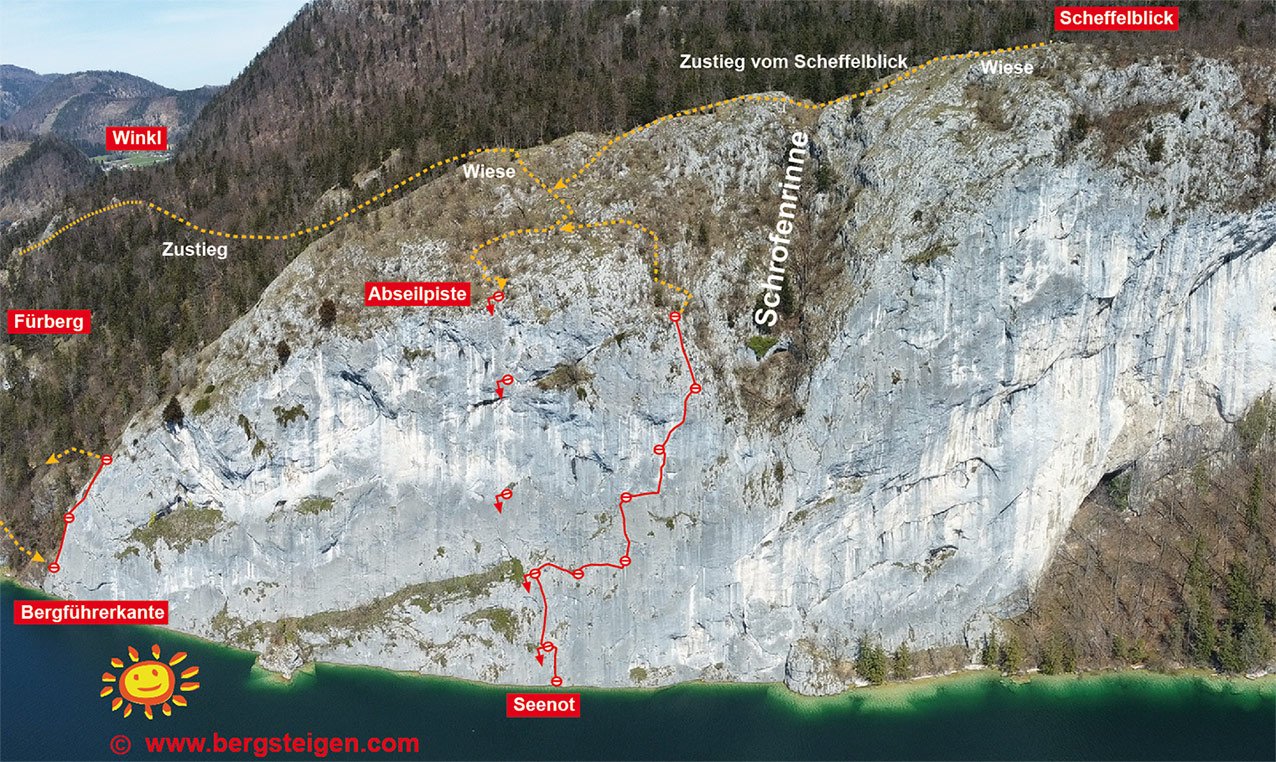 Scheffelblick
Zustieg vom Scheffelblick
Wiese
Winkl
Schrofenrinne
Wiese
Zustieg
Abseilpiste
Fürberg
Bergführerkante
Seenot
© www.bergsteigen.com